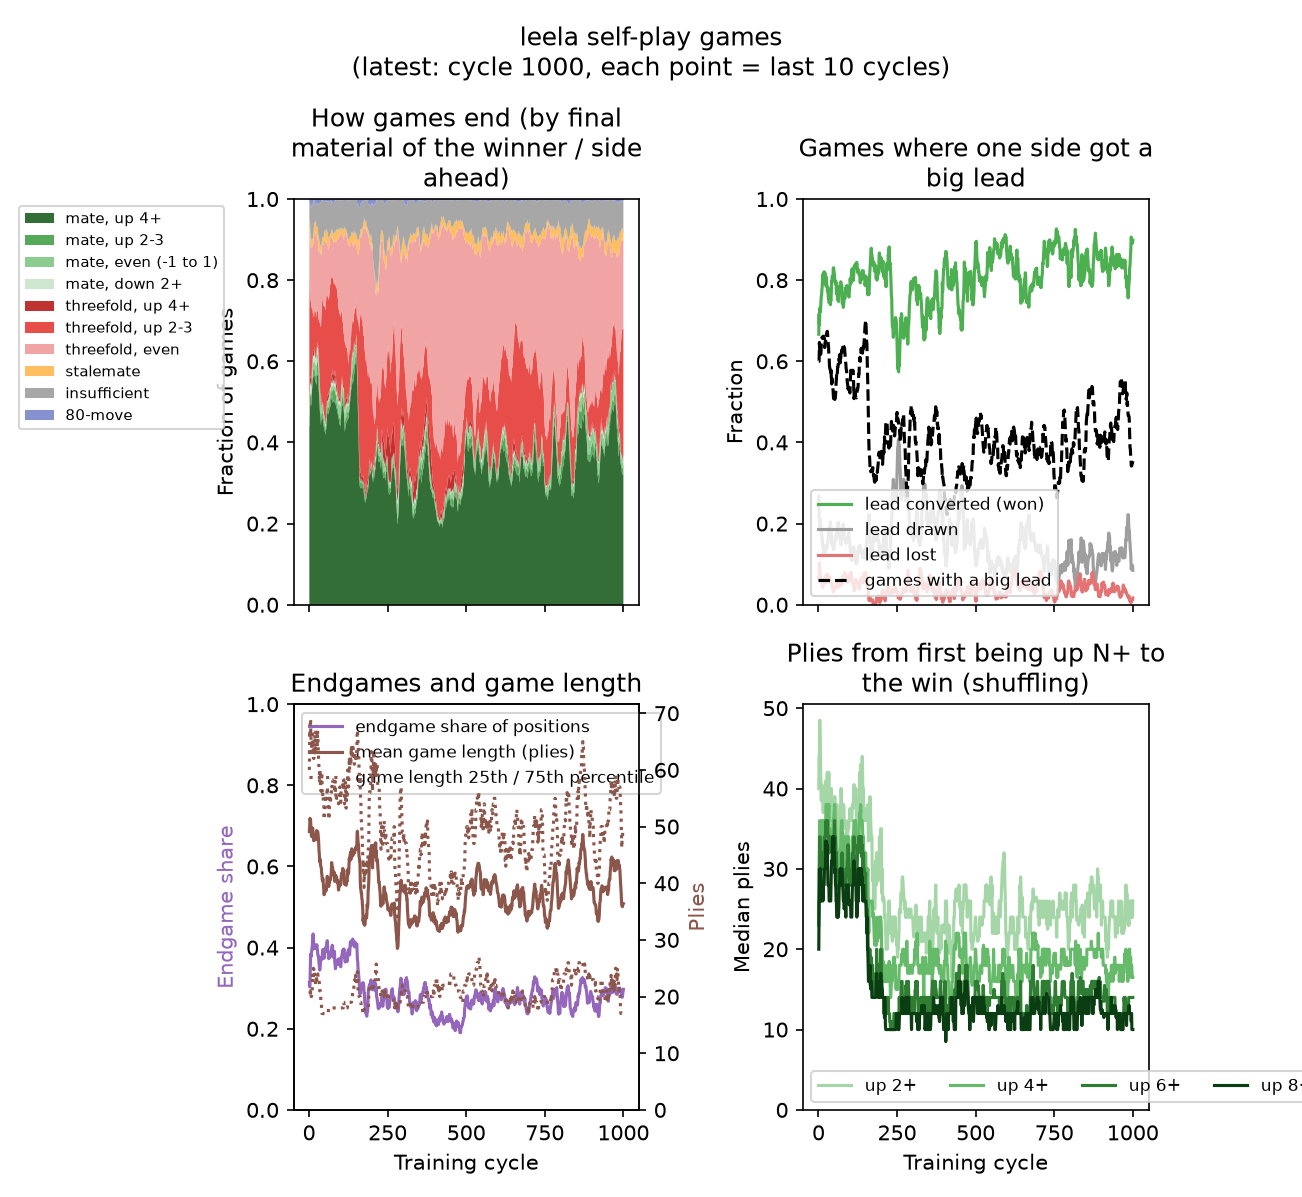 leela self-play games
(latest: cycle 1000, each point = last 10 cycles)
How games end (by final
material of the winner / side
ahead)
mate, up 4+
mate, up 2-3
mate, even (-1 to 1)
mate, down 2+
threefold, up 4+
threefold, up 2-3
threefold, even
stalemate
insufficient
80-move
Fraction of games
1.0
0.8
0.6
0.4
0.2
0.0
Games where one side got a
big lead
Fraction
1.0
0.8
0.6
0.4
0.2
0.0
lead converted (won)
lead drawn
lead lost
games with a big lead
Endgames and game length
Endgame share
1.0
0.8
0.6
0.4
0.2
0.0
endgame share of positions
mean game length (plies)
game length 25th / 75th percentile
70
60
50
40
30
20
10
0
Plies
0 250 500 750 1000
Training cycle
Plies from first being up N+ to
the win (shuffling)
Median plies
50
40
30
20
10
0
up 2+ up 4+ up 6+ up 8
0 250 500 750 1000
Training cycle